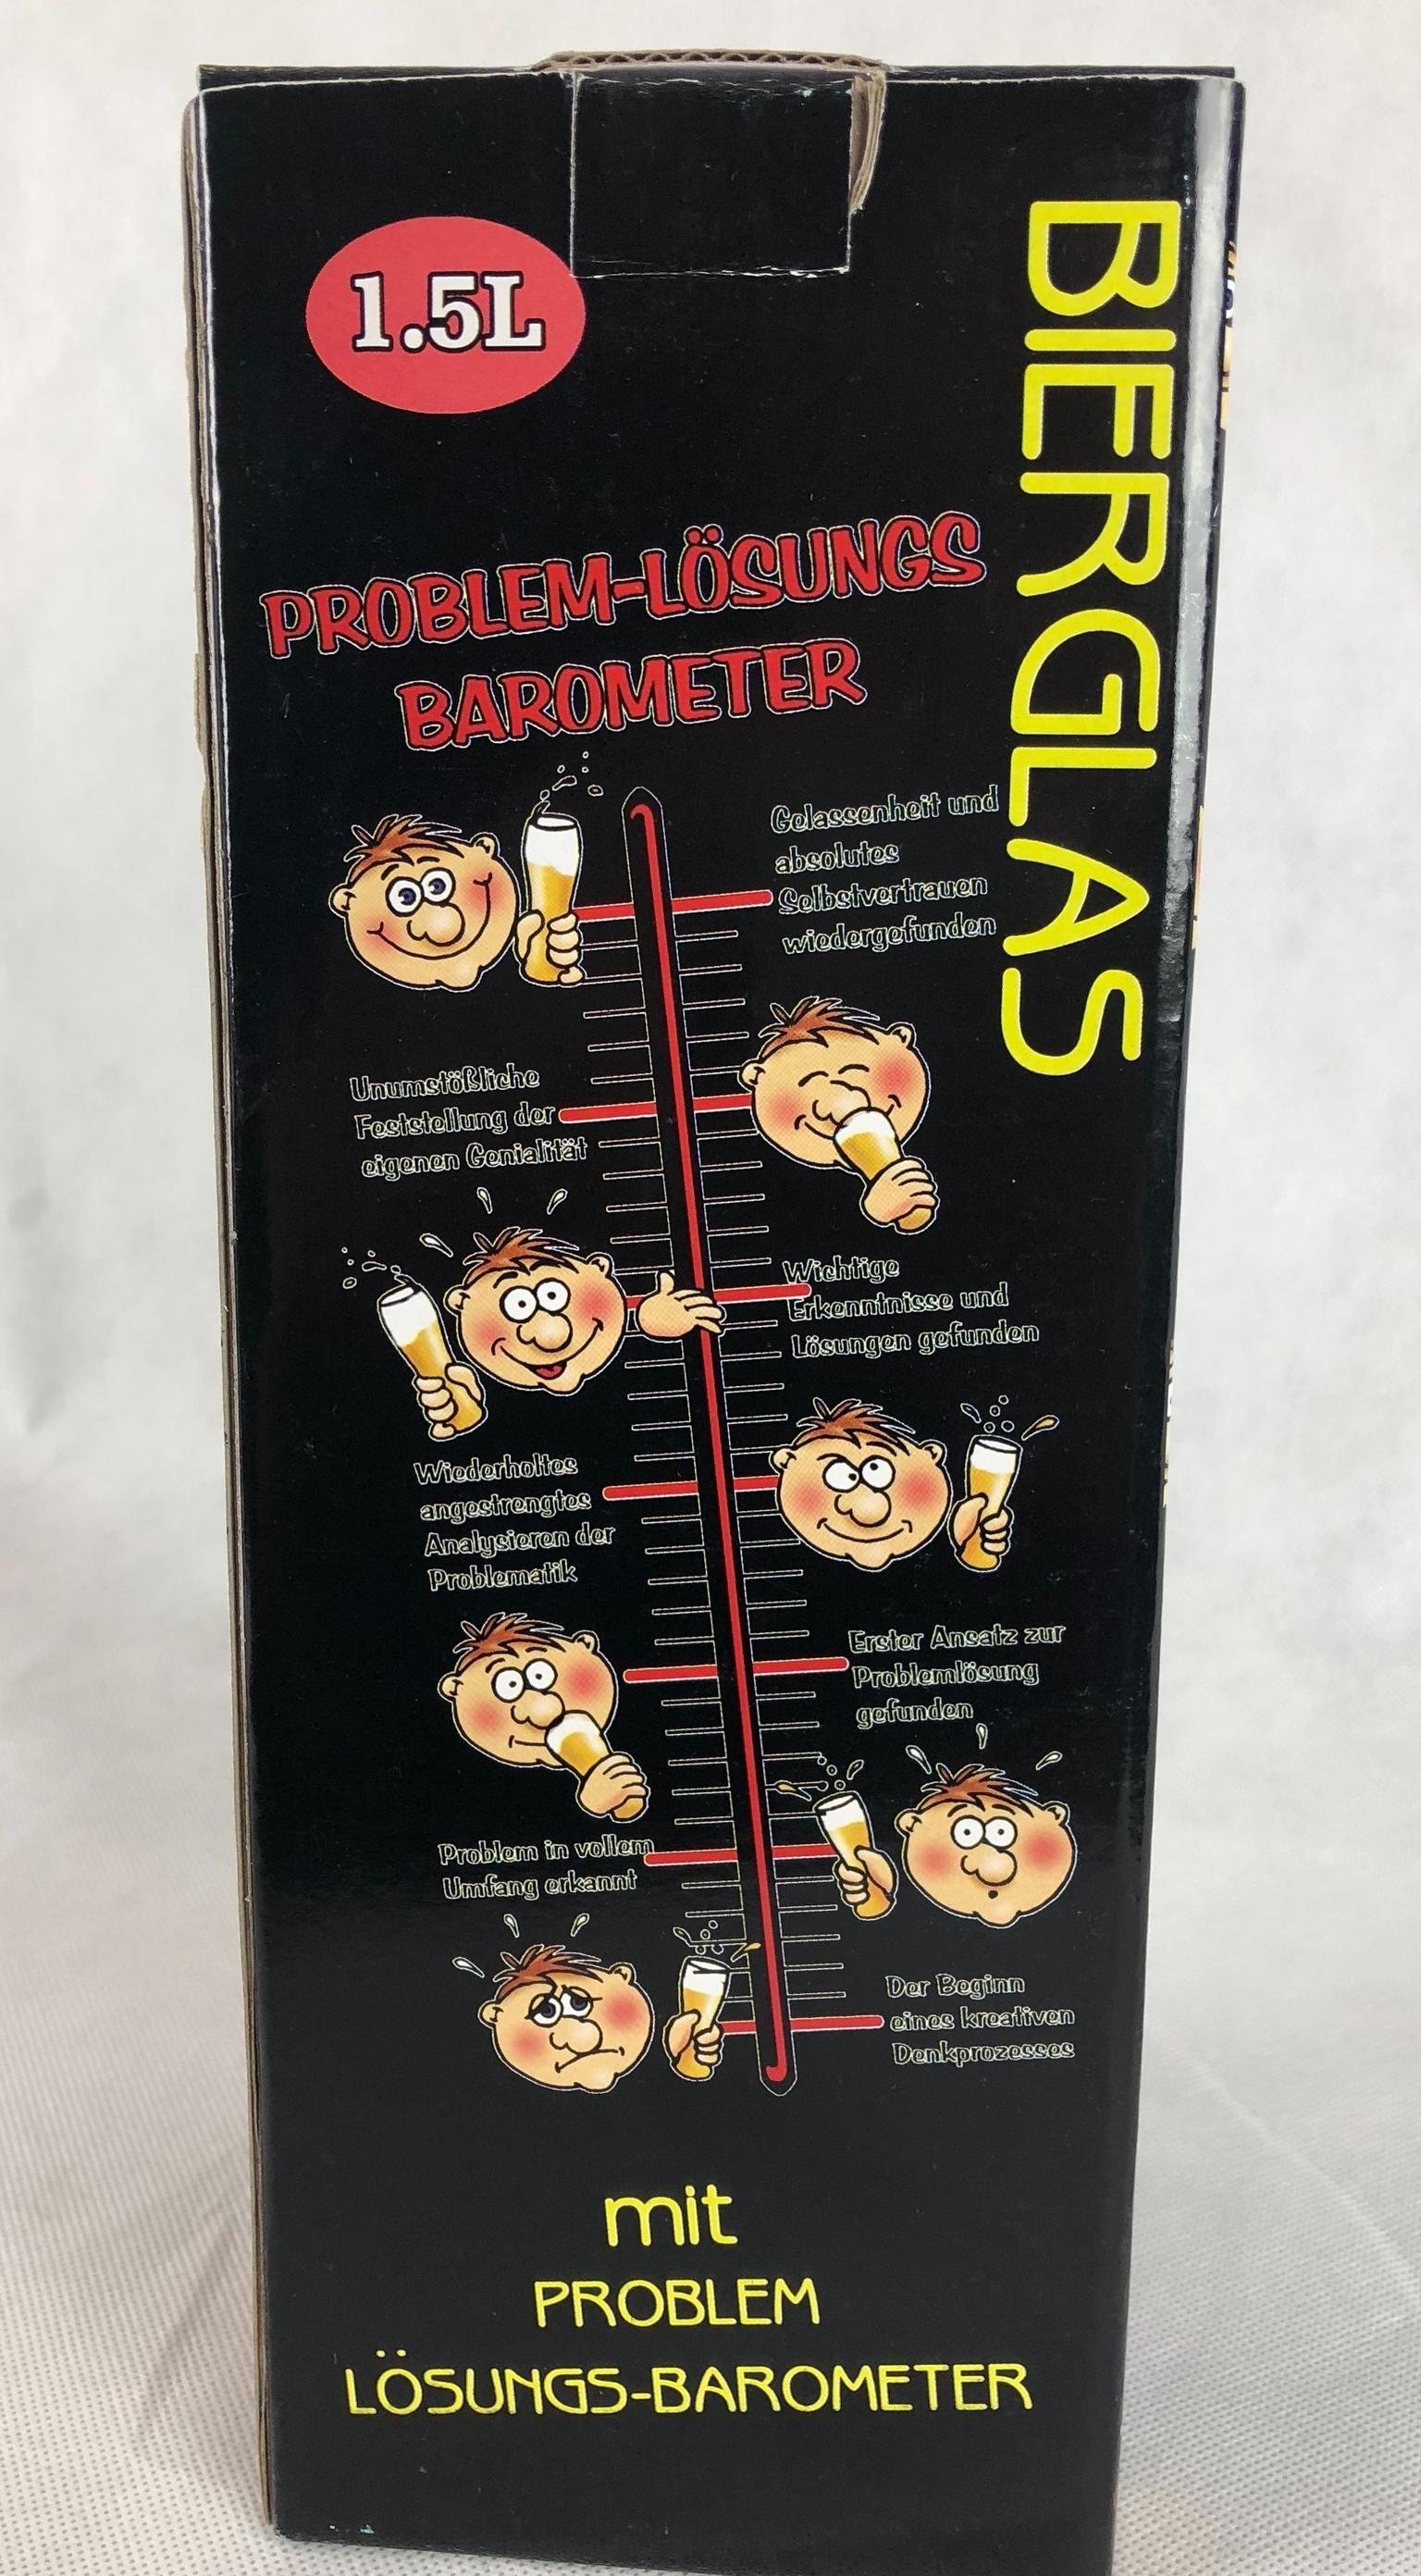 1.5L
BIERGLAS
PROBLEM-LÖSUNGS
BAROMETER
Gelassenheit und
absolutes
Selbstvertrauen
wiedergefunden
Unumstößliche
Feststellung der
eigenen Genialität
Wichtige
Erkenntnisse und
Lösungen gefunden
Wiederholtes
angestrengtes
Analysieren der
Problematik
Erster Ansatz zur
Problemlösung
gefunden
Problem in vollem
Umfang erkannt
Der Beginn
eines kreativen
Denkprozesses
mit
PROBLEM
LÖSUNGS-BAROMETER